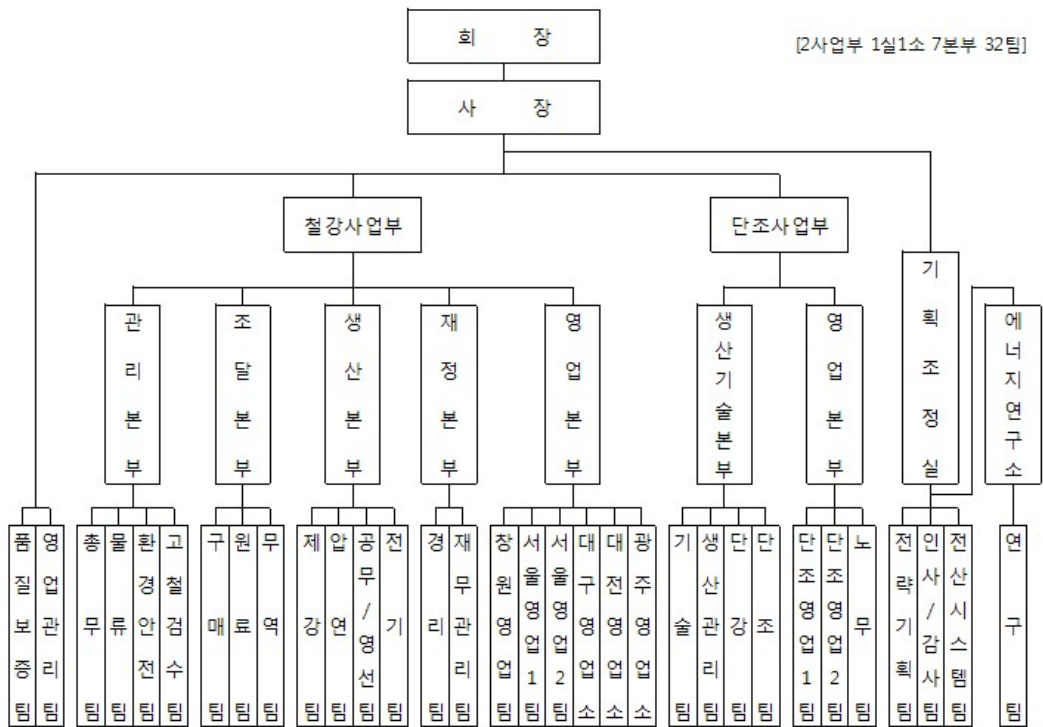 회 장
[2사업부 1실1소 7본부 32팀]
사 장
철강사업부
단조사업부
기획조정실
에너지연구소
관리본부
조달본부
생산본부
재정본부
영업본부
생산기술본부
영업본부
품질보증팀
영업관리팀
총무팀
물류팀
환경안전팀
고철검수팀
구매팀
원료팀
무역팀
제강팀
압연팀
공무/영선팀
전기팀
경리팀
재무관리팀
창원영업팀
서울영업1팀
서울영업2팀
대구영업소
대전영업소
광주영업소
기술팀
생산관리팀
단강팀
단조팀
단조영업1팀
단조영업2팀
노무팀
전략기획팀
인사/감사팀
전산시스템팀
연구팀